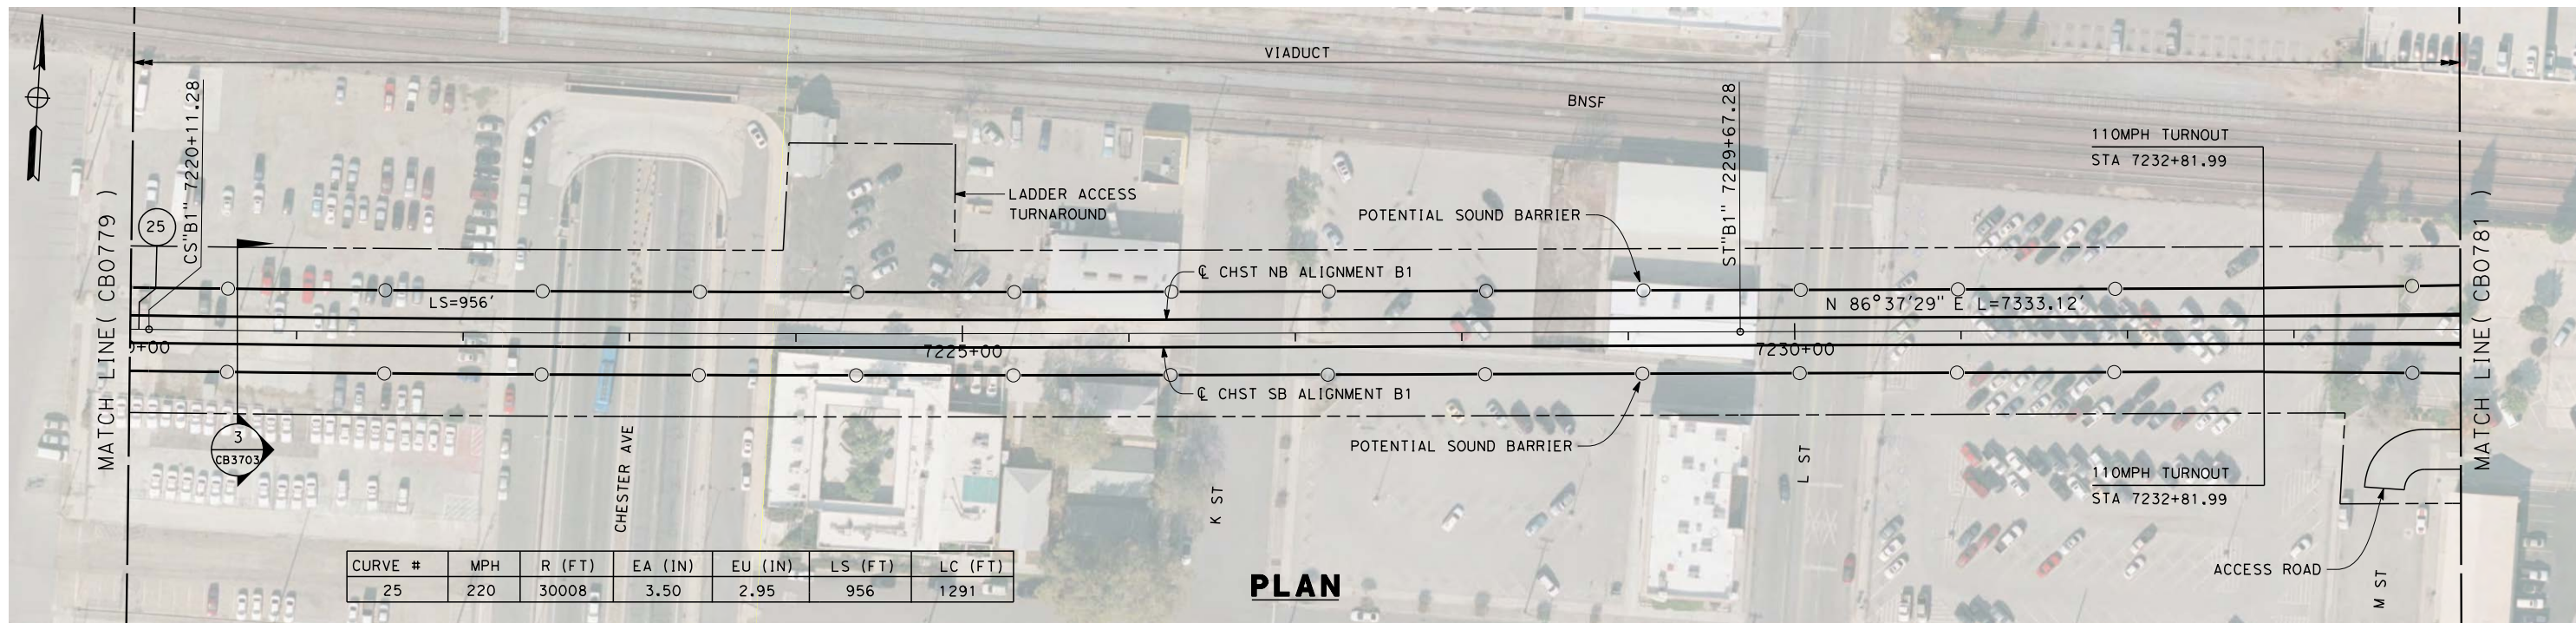 VIADUCT
BNSF
CS"B1" 7220+11.28
ST"B1" 7229+67.28
110MPH TURNOUT
STA 7232+81.99
LADDER ACCESS
TURNAROUND
POTENTIAL SOUND BARRIER
25
MATCH LINE( CB0779 )
MATCH LINE( CB0781 )
℄ CHST NB ALIGNMENT B1
LS=956'
N 86°37'29" E L=7333.12'
0+00
7225+00
7230+00
℄ CHST SB ALIGNMENT B1
3
CB3703
POTENTIAL SOUND BARRIER
CHESTER AVE
K ST
L ST
110MPH TURNOUT
STA 7232+81.99
ACCESS ROAD
M ST
CURVE # MPH R (FT) EA (IN) EU (IN) LS (FT) LC (FT)
25 220 30008 3.50 2.95 956 1291
PLAN